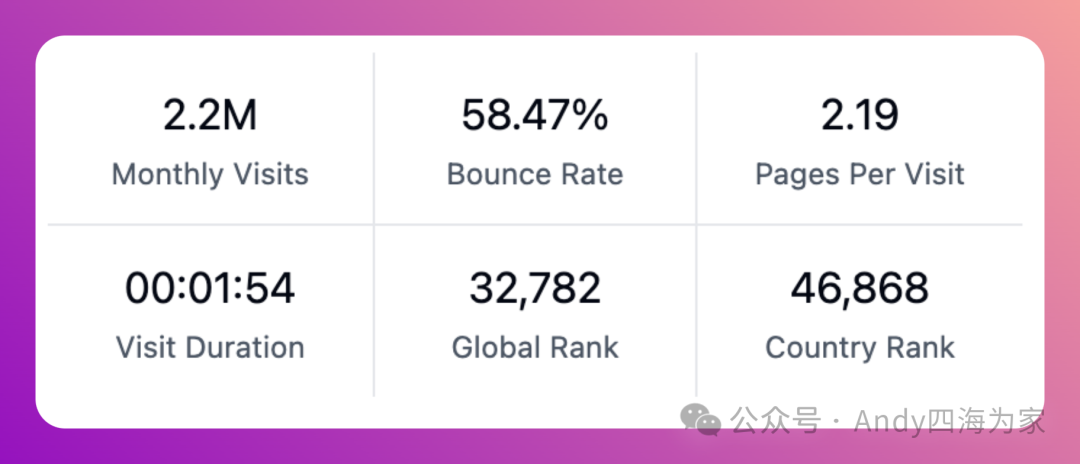 2.2M
58.47%
2.19
Monthly Visits
Bounce Rate
Pages Per Visit
00:01:54
32,782
46,868
Visit Duration
Global Rank
Country Rank
公众号 · Andy四海为家